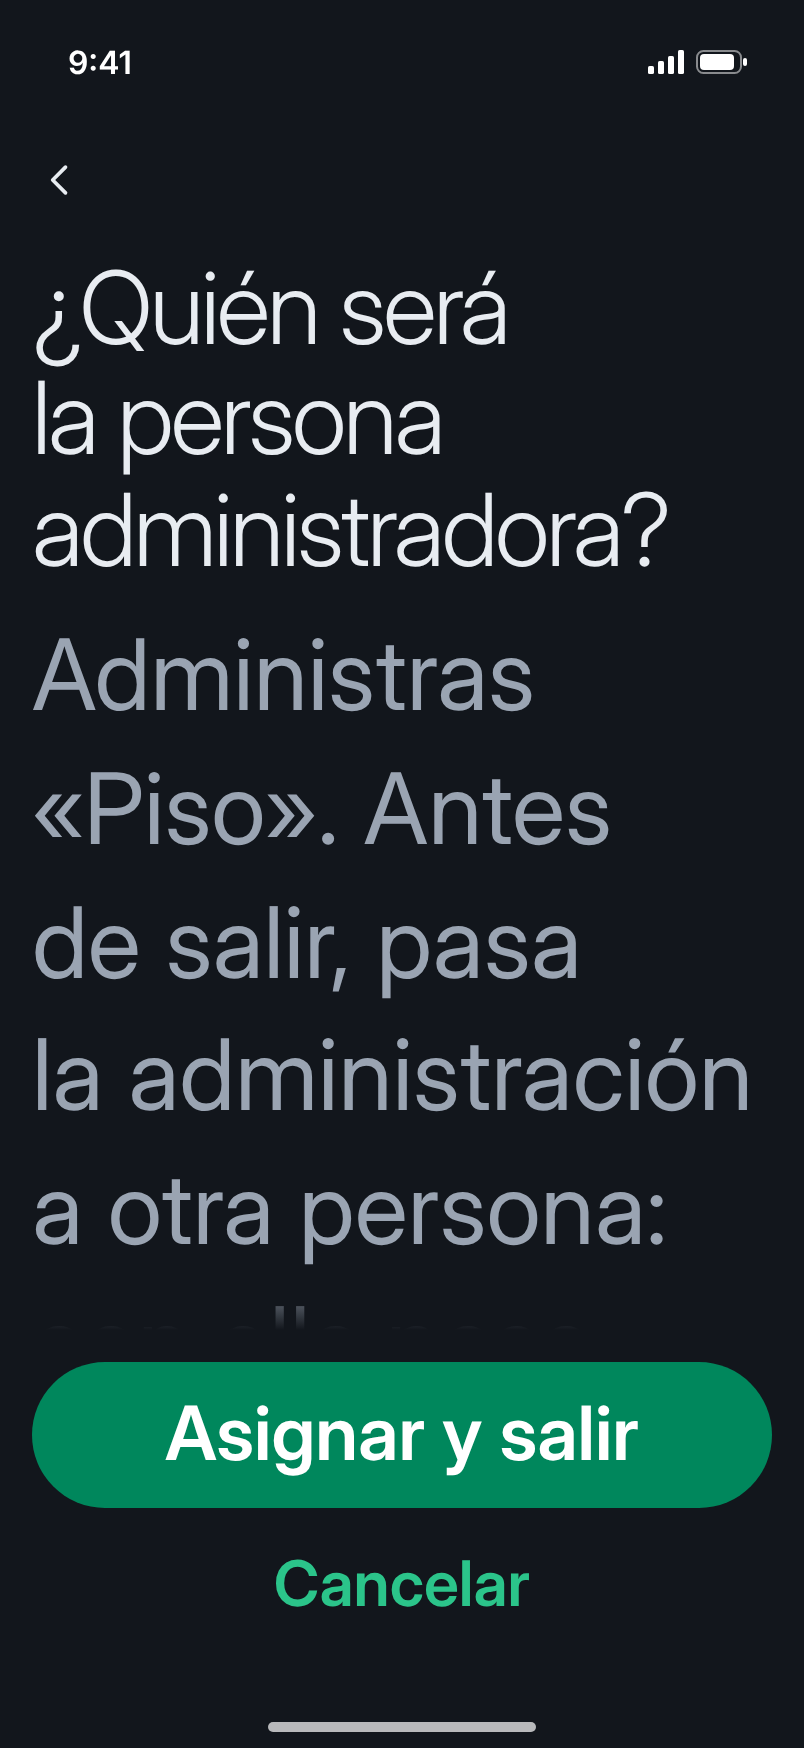 9:41
¿Quién será
la persona
administradora?
Administras
«Piso». Antes
de salir, pasa
la administración
a otra persona:
Asignar y salir
Cancelar